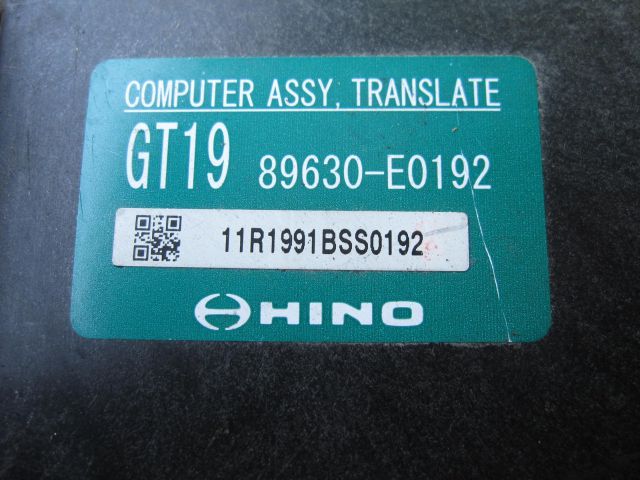 COMPUTER ASSY, TRANSLATE
GT19 89630-E0192
11R1991BSS0192
HINO